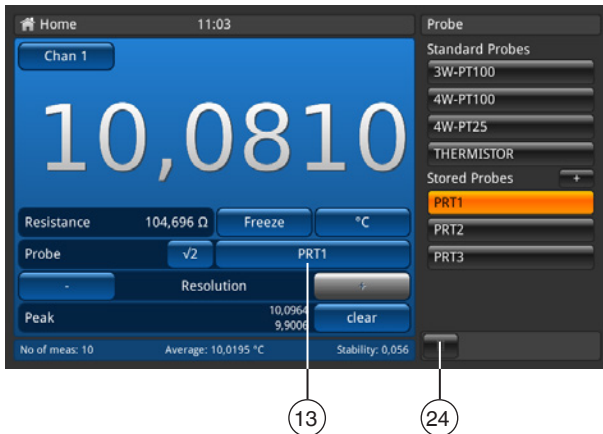 Home 11:03 Probe
Chan 1
Standard Probes
3W-PT100
4W-PT100
4W-PT25
THERMISTOR
Stored Probes +
PRT1
PRT2
PRT3
10,0810
Resistance 104,696 Ω Freeze °C
Probe √2 PRT1
- Resolution +
Peak 10,0964 clear
9,9006
No of meas: 10 Average: 10,0195 °C Stability: 0,056
13 24